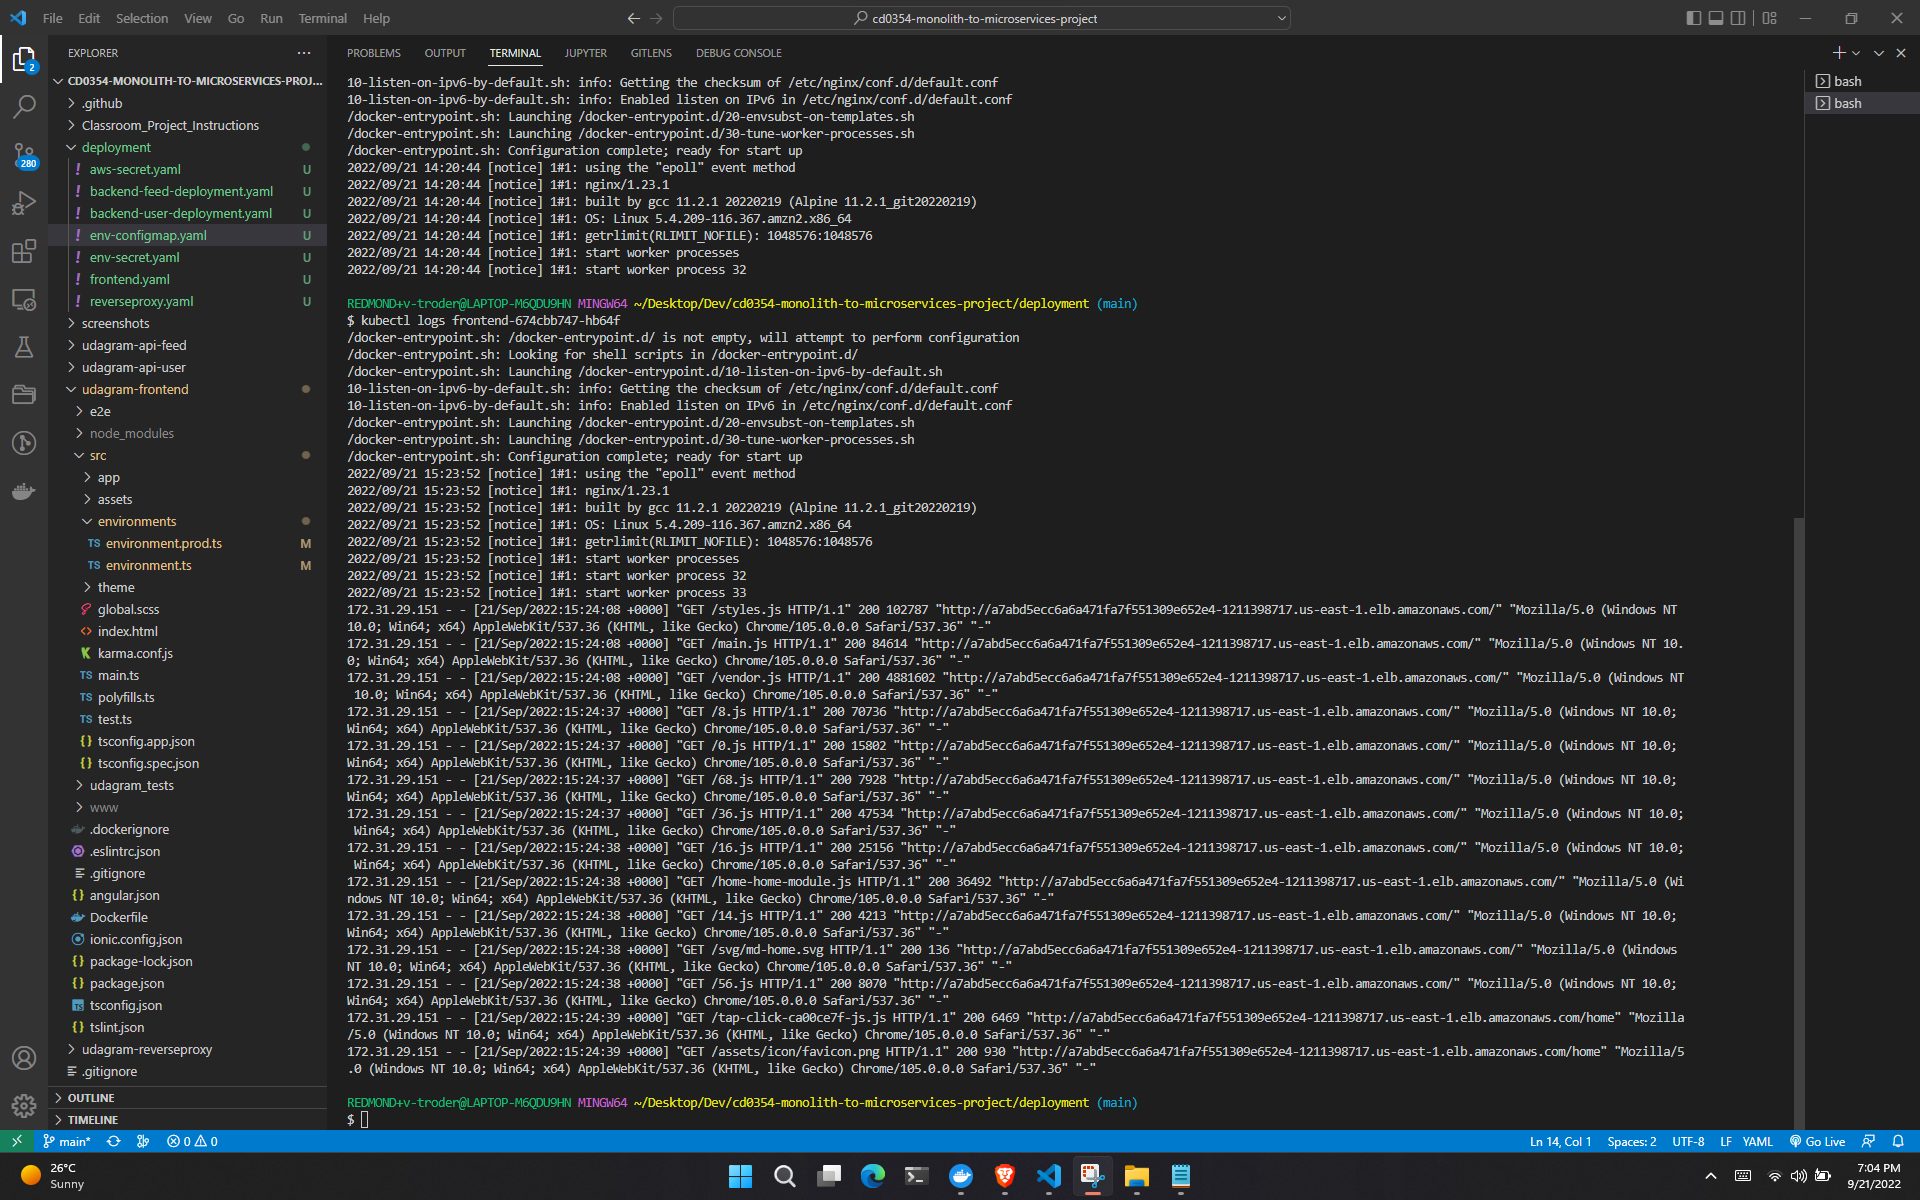 File Edit Selection View Go Run Terminal Help
cd0354-monolith-to-microservices-project
EXPLORER
2
280
CD0354-MONOLITH-TO-MICROSERVICES-PROJ...
.github
Classroom_Project_Instructions
deployment
aws-secret.yaml U
backend-feed-deployment.yaml U
backend-user-deployment.yaml U
env-configmap.yaml U
env-secret.yaml U
frontend.yaml U
reverseproxy.yaml U
screenshots
udagram-api-feed
udagram-api-user
udagram-frontend
e2e
node_modules
src
app
assets
environments
TS environment.prod.ts M
TS environment.ts M
theme
global.scss
index.html
karma.conf.js
TS main.ts
TS polyfills.ts
TS test.ts
tsconfig.app.json
tsconfig.spec.json
udagram_tests
www
.dockerignore
.eslintrc.json
.gitignore
angular.json
Dockerfile
ionic.config.json
package-lock.json
package.json
tsconfig.json
tslint.json
udagram-reverseproxy
.gitignore
OUTLINE
TIMELINE
PROBLEMS OUTPUT TERMINAL JUPYTER GITLENS DEBUG CONSOLE
10-listen-on-ipv6-by-default.sh: info: Getting the checksum of /etc/nginx/conf.d/default.conf
10-listen-on-ipv6-by-default.sh: info: Enabled listen on IPv6 in /etc/nginx/conf.d/default.conf
/docker-entrypoint.sh: Launching /docker-entrypoint.d/20-envsubst-on-templates.sh
/docker-entrypoint.sh: Launching /docker-entrypoint.d/30-tune-worker-processes.sh
/docker-entrypoint.sh: Configuration complete; ready for start up
2022/09/21 14:20:44 [notice] 1#1: using the "epoll" event method
2022/09/21 14:20:44 [notice] 1#1: nginx/1.23.1
2022/09/21 14:20:44 [notice] 1#1: built by gcc 11.2.1 20220219 (Alpine 11.2.1_git20220219)
2022/09/21 14:20:44 [notice] 1#1: OS: Linux 5.4.209-116.367.amzn2.x86_64
2022/09/21 14:20:44 [notice] 1#1: getrlimit(RLIMIT_NOFILE): 1048576:1048576
2022/09/21 14:20:44 [notice] 1#1: start worker processes
2022/09/21 14:20:44 [notice] 1#1: start worker process 32
REDMOND+v-troder@LAPTOP-M6QDU9HN MINGW64 ~/Desktop/Dev/cd0354-monolith-to-microservices-project/deployment (main)
$ kubectl logs frontend-674cbb747-hb64f
/docker-entrypoint.sh: /docker-entrypoint.d/ is not empty, will attempt to perform configuration
/docker-entrypoint.sh: Looking for shell scripts in /docker-entrypoint.d/
/docker-entrypoint.sh: Launching /docker-entrypoint.d/10-listen-on-ipv6-by-default.sh
10-listen-on-ipv6-by-default.sh: info: Getting the checksum of /etc/nginx/conf.d/default.conf
10-listen-on-ipv6-by-default.sh: info: Enabled listen on IPv6 in /etc/nginx/conf.d/default.conf
/docker-entrypoint.sh: Launching /docker-entrypoint.d/20-envsubst-on-templates.sh
/docker-entrypoint.sh: Launching /docker-entrypoint.d/30-tune-worker-processes.sh
/docker-entrypoint.sh: Configuration complete; ready for start up
2022/09/21 15:23:52 [notice] 1#1: using the "epoll" event method
2022/09/21 15:23:52 [notice] 1#1: nginx/1.23.1
2022/09/21 15:23:52 [notice] 1#1: built by gcc 11.2.1 20220219 (Alpine 11.2.1_git20220219)
2022/09/21 15:23:52 [notice] 1#1: OS: Linux 5.4.209-116.367.amzn2.x86_64
2022/09/21 15:23:52 [notice] 1#1: getrlimit(RLIMIT_NOFILE): 1048576:1048576
2022/09/21 15:23:52 [notice] 1#1: start worker processes
2022/09/21 15:23:52 [notice] 1#1: start worker process 32
2022/09/21 15:23:52 [notice] 1#1: start worker process 33
172.31.29.151 - - [21/Sep/2022:15:24:08 +0000] "GET /styles.js HTTP/1.1" 200 102787 "http://a7abd5ecc6a6a471fa7f551309e652e4-1211398717.us-east-1.elb.amazonaws.com/" "Mozilla/5.0 (Windows NT
10.0; Win64; x64) AppleWebKit/537.36 (KHTML, like Gecko) Chrome/105.0.0.0 Safari/537.36" "-"
172.31.29.151 - - [21/Sep/2022:15:24:08 +0000] "GET /main.js HTTP/1.1" 200 84614 "http://a7abd5ecc6a6a471fa7f551309e652e4-1211398717.us-east-1.elb.amazonaws.com/" "Mozilla/5.0 (Windows NT 10.
0; Win64; x64) AppleWebKit/537.36 (KHTML, like Gecko) Chrome/105.0.0.0 Safari/537.36" "-"
172.31.29.151 - - [21/Sep/2022:15:24:08 +0000] "GET /vendor.js HTTP/1.1" 200 4881602 "http://a7abd5ecc6a6a471fa7f551309e652e4-1211398717.us-east-1.elb.amazonaws.com/" "Mozilla/5.0 (Windows NT
10.0; Win64; x64) AppleWebKit/537.36 (KHTML, like Gecko) Chrome/105.0.0.0 Safari/537.36" "-"
172.31.29.151 - - [21/Sep/2022:15:24:37 +0000] "GET /8.js HTTP/1.1" 200 70736 "http://a7abd5ecc6a6a471fa7f551309e652e4-1211398717.us-east-1.elb.amazonaws.com/" "Mozilla/5.0 (Windows NT 10.0;
Win64; x64) AppleWebKit/537.36 (KHTML, like Gecko) Chrome/105.0.0.0 Safari/537.36" "-"
172.31.29.151 - - [21/Sep/2022:15:24:37 +0000] "GET /0.js HTTP/1.1" 200 15802 "http://a7abd5ecc6a6a471fa7f551309e652e4-1211398717.us-east-1.elb.amazonaws.com/" "Mozilla/5.0 (Windows NT 10.0;
Win64; x64) AppleWebKit/537.36 (KHTML, like Gecko) Chrome/105.0.0.0 Safari/537.36" "-"
172.31.29.151 - - [21/Sep/2022:15:24:37 +0000] "GET /68.js HTTP/1.1" 200 7928 "http://a7abd5ecc6a6a471fa7f551309e652e4-1211398717.us-east-1.elb.amazonaws.com/" "Mozilla/5.0 (Windows NT 10.0;
Win64; x64) AppleWebKit/537.36 (KHTML, like Gecko) Chrome/105.0.0.0 Safari/537.36" "-"
172.31.29.151 - - [21/Sep/2022:15:24:37 +0000] "GET /36.js HTTP/1.1" 200 47534 "http://a7abd5ecc6a6a471fa7f551309e652e4-1211398717.us-east-1.elb.amazonaws.com/" "Mozilla/5.0 (Windows NT 10.0;
Win64; x64) AppleWebKit/537.36 (KHTML, like Gecko) Chrome/105.0.0.0 Safari/537.36" "-"
172.31.29.151 - - [21/Sep/2022:15:24:38 +0000] "GET /16.js HTTP/1.1" 200 25156 "http://a7abd5ecc6a6a471fa7f551309e652e4-1211398717.us-east-1.elb.amazonaws.com/" "Mozilla/5.0 (Windows NT 10.0;
Win64; x64) AppleWebKit/537.36 (KHTML, like Gecko) Chrome/105.0.0.0 Safari/537.36" "-"
172.31.29.151 - - [21/Sep/2022:15:24:38 +0000] "GET /home-home-module.js HTTP/1.1" 200 36492 "http://a7abd5ecc6a6a471fa7f551309e652e4-1211398717.us-east-1.elb.amazonaws.com/" "Mozilla/5.0 (Wi
ndows NT 10.0; Win64; x64) AppleWebKit/537.36 (KHTML, like Gecko) Chrome/105.0.0.0 Safari/537.36" "-"
172.31.29.151 - - [21/Sep/2022:15:24:38 +0000] "GET /14.js HTTP/1.1" 200 4213 "http://a7abd5ecc6a6a471fa7f551309e652e4-1211398717.us-east-1.elb.amazonaws.com/" "Mozilla/5.0 (Windows NT 10.0;
Win64; x64) AppleWebKit/537.36 (KHTML, like Gecko) Chrome/105.0.0.0 Safari/537.36" "-"
172.31.29.151 - - [21/Sep/2022:15:24:38 +0000] "GET /svg/md-home.svg HTTP/1.1" 200 136 "http://a7abd5ecc6a6a471fa7f551309e652e4-1211398717.us-east-1.elb.amazonaws.com/" "Mozilla/5.0 (Windows
NT 10.0; Win64; x64) AppleWebKit/537.36 (KHTML, like Gecko) Chrome/105.0.0.0 Safari/537.36" "-"
172.31.29.151 - - [21/Sep/2022:15:24:38 +0000] "GET /56.js HTTP/1.1" 200 8070 "http://a7abd5ecc6a6a471fa7f551309e652e4-1211398717.us-east-1.elb.amazonaws.com/" "Mozilla/5.0 (Windows NT 10.0;
Win64; x64) AppleWebKit/537.36 (KHTML, like Gecko) Chrome/105.0.0.0 Safari/537.36" "-"
172.31.29.151 - - [21/Sep/2022:15:24:39 +0000] "GET /tap-click-ca00ce7f-js.js HTTP/1.1" 200 6469 "http://a7abd5ecc6a6a471fa7f551309e652e4-1211398717.us-east-1.elb.amazonaws.com/home" "Mozilla
/5.0 (Windows NT 10.0; Win64; x64) AppleWebKit/537.36 (KHTML, like Gecko) Chrome/105.0.0.0 Safari/537.36" "-"
172.31.29.151 - - [21/Sep/2022:15:24:39 +0000] "GET /assets/icon/favicon.png HTTP/1.1" 200 930 "http://a7abd5ecc6a6a471fa7f551309e652e4-1211398717.us-east-1.elb.amazonaws.com/home" "Mozilla/5
.0 (Windows NT 10.0; Win64; x64) AppleWebKit/537.36 (KHTML, like Gecko) Chrome/105.0.0.0 Safari/537.36" "-"
REDMOND+v-troder@LAPTOP-M6QDU9HN MINGW64 ~/Desktop/Dev/cd0354-monolith-to-microservices-project/deployment (main)
$
bash
bash
main* 0 0
Ln 14, Col 1 Spaces: 2 UTF-8 LF YAML Go Live
26°C
Sunny
7:04 PM
9/21/2022